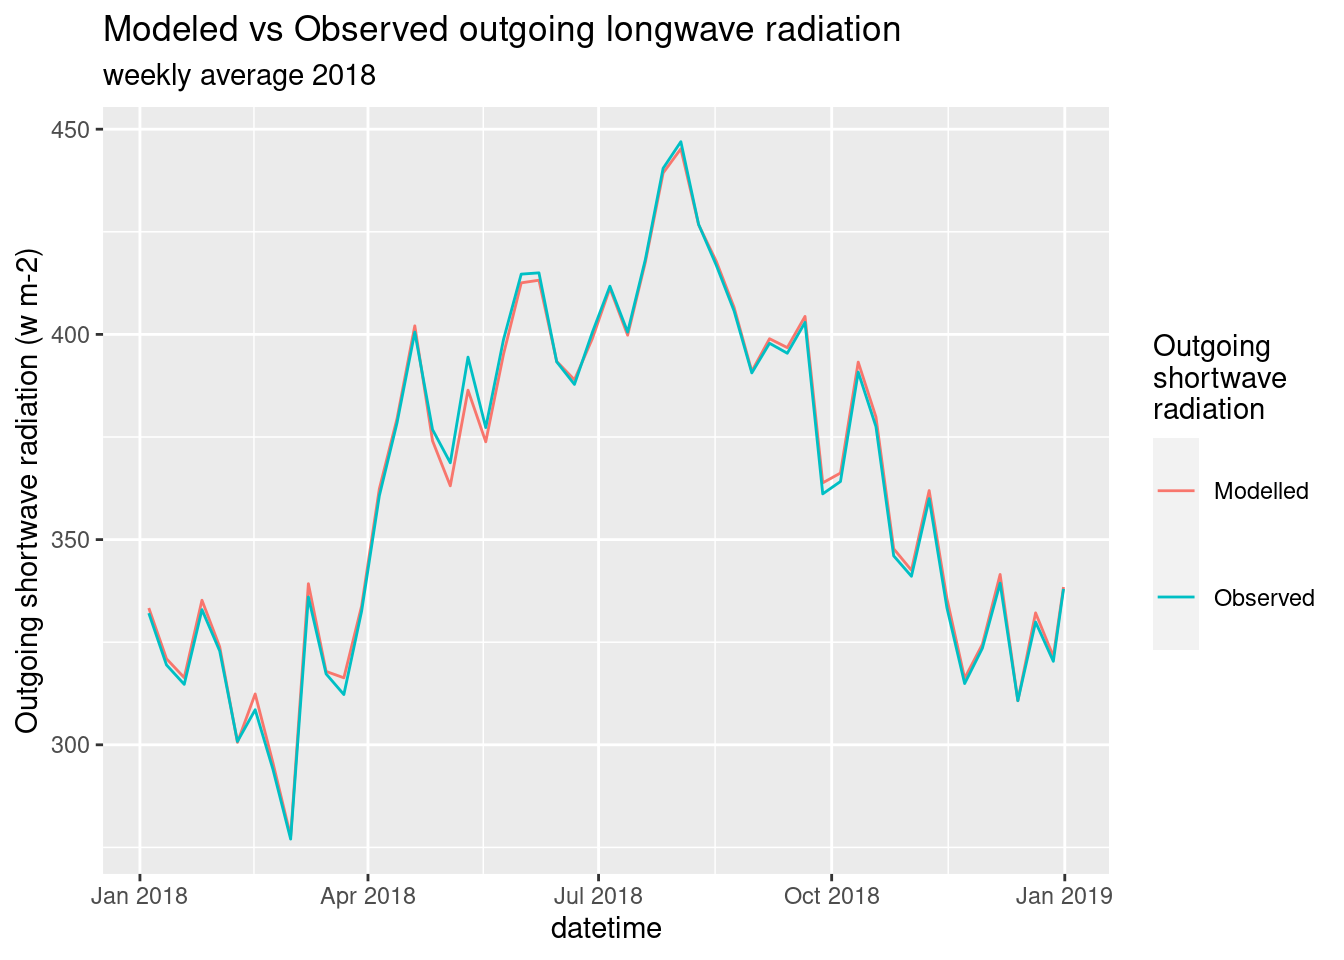 Modeled vs Observed outgoing longwave radiation
weekly average 2018
Outgoing shortwave radiation (w m-2)
450
400
350
300
Jan 2018
Apr 2018
Jul 2018
Oct 2018
Jan 2019
datetime
Outgoing
shortwave
radiation
Modelled
Observed